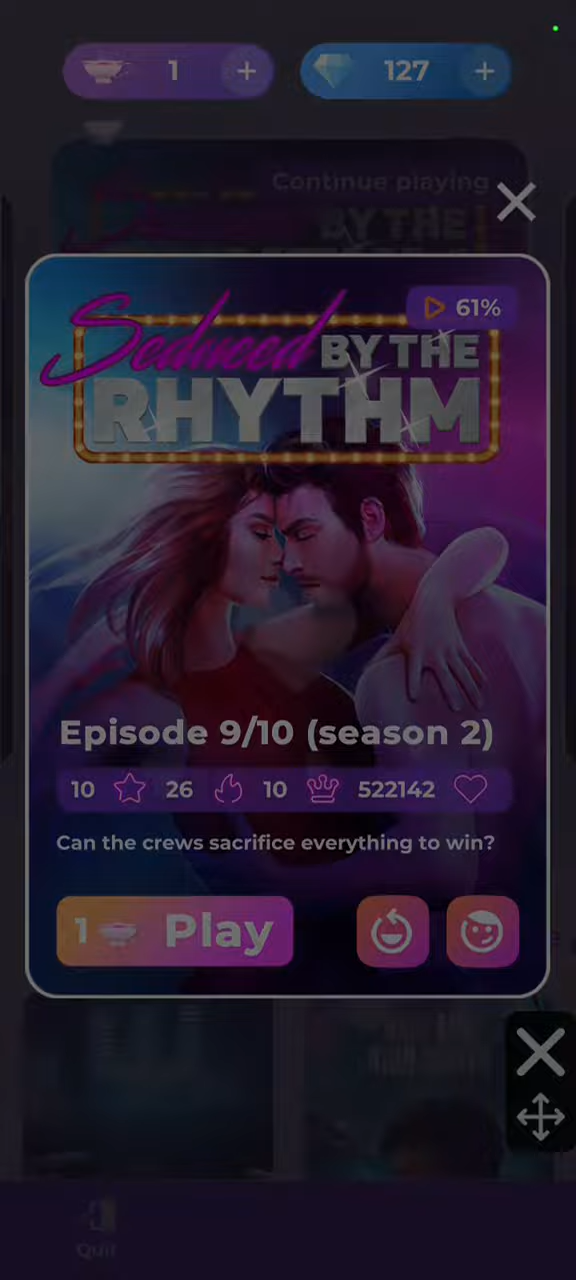 1
127
Continue playing
61%
Seduced BY THE
RHYTHM
Episode 9/10 (season 2)
10 26 10 522142
Can the crews sacrifice everything to win?
1 Play
Quit